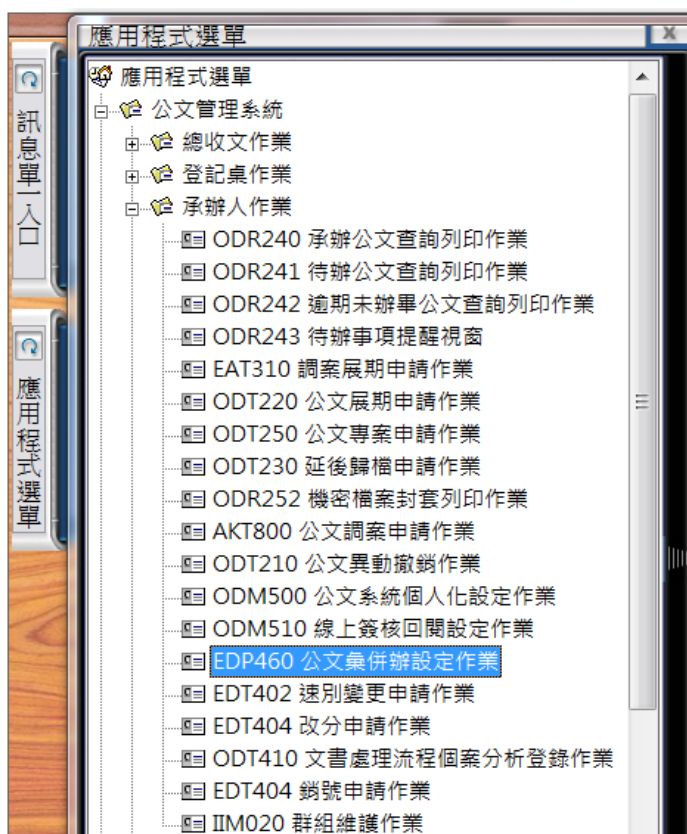 應用程式選單
訊息單一入口
應用程式選單
應用程式選單
公文管理系統
總收文作業
登記桌作業
承辦人作業
ODR240 承辦公文查詢列印作業
ODR241 待辦公文查詢列印作業
ODR242 逾期未辦畢公文查詢列印作業
ODR243 待辦事項提醒視窗
EAT310 調案展期申請作業
ODT220 公文展期申請作業
ODT250 公文專案申請作業
ODT230 延後歸檔申請作業
ODR252 機密檔案封套列印作業
AKT800 公文調案申請作業
ODT210 公文異動撤銷作業
ODM500 公文系統個人化設定作業
ODM510 線上簽核回閱設定作業
EDP460 公文彙併辦設定作業
EDT402 速別變更申請作業
EDT404 改分申請作業
ODT410 文書處理流程個案分析登錄作業
EDT404 銷號申請作業
IIM020 群組維護作業